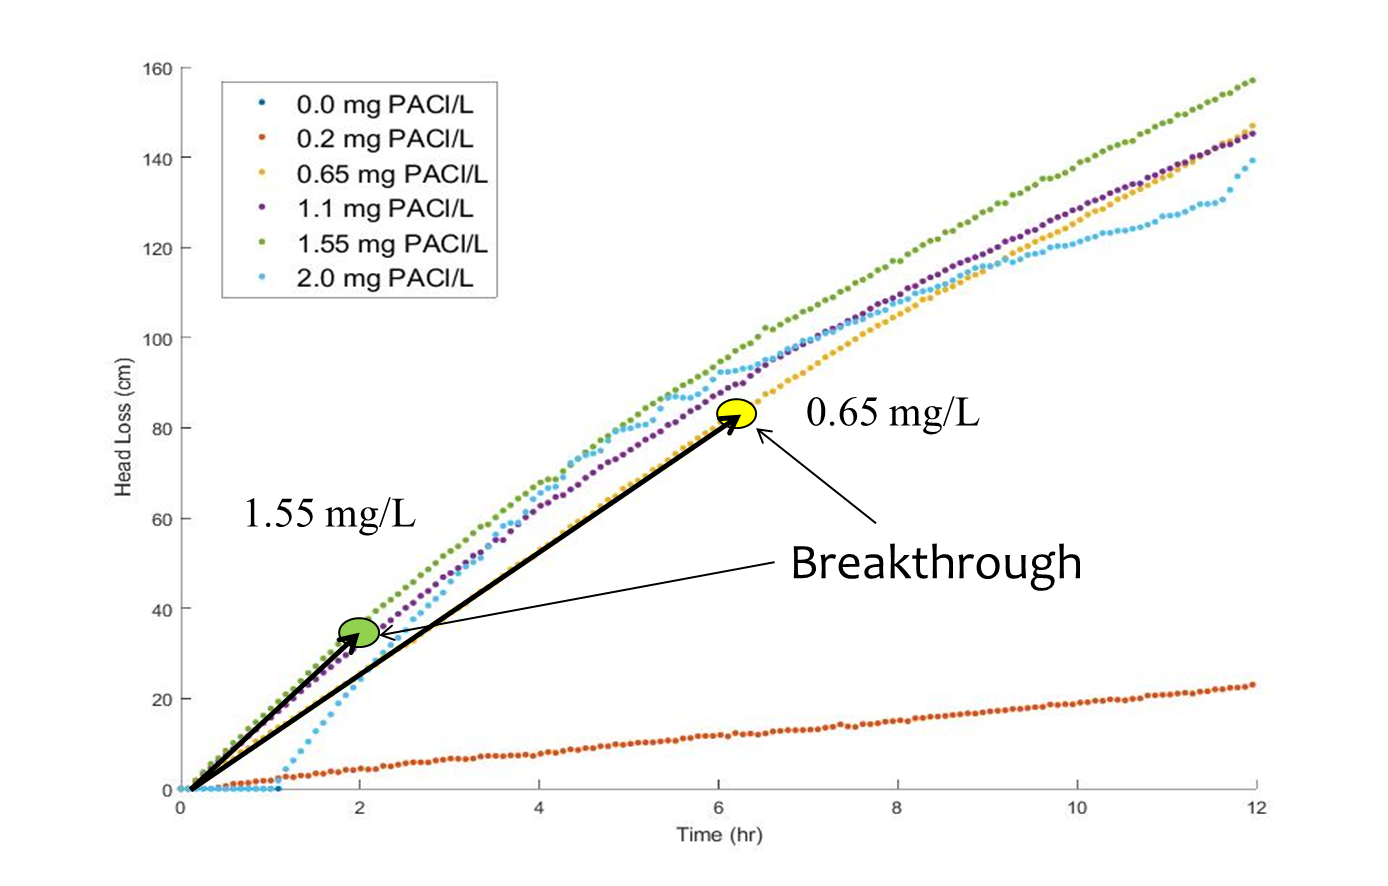 160
140
120
100
80
60
40
20
0
Head Loss (cm)
0.0 mg PACl/L
0.2 mg PACl/L
0.65 mg PACl/L
1.1 mg PACl/L
1.55 mg PACl/L
2.0 mg PACl/L
0.65 mg/L
1.55 mg/L
Breakthrough
0 2 4 6 8 10 12
Time (hr)